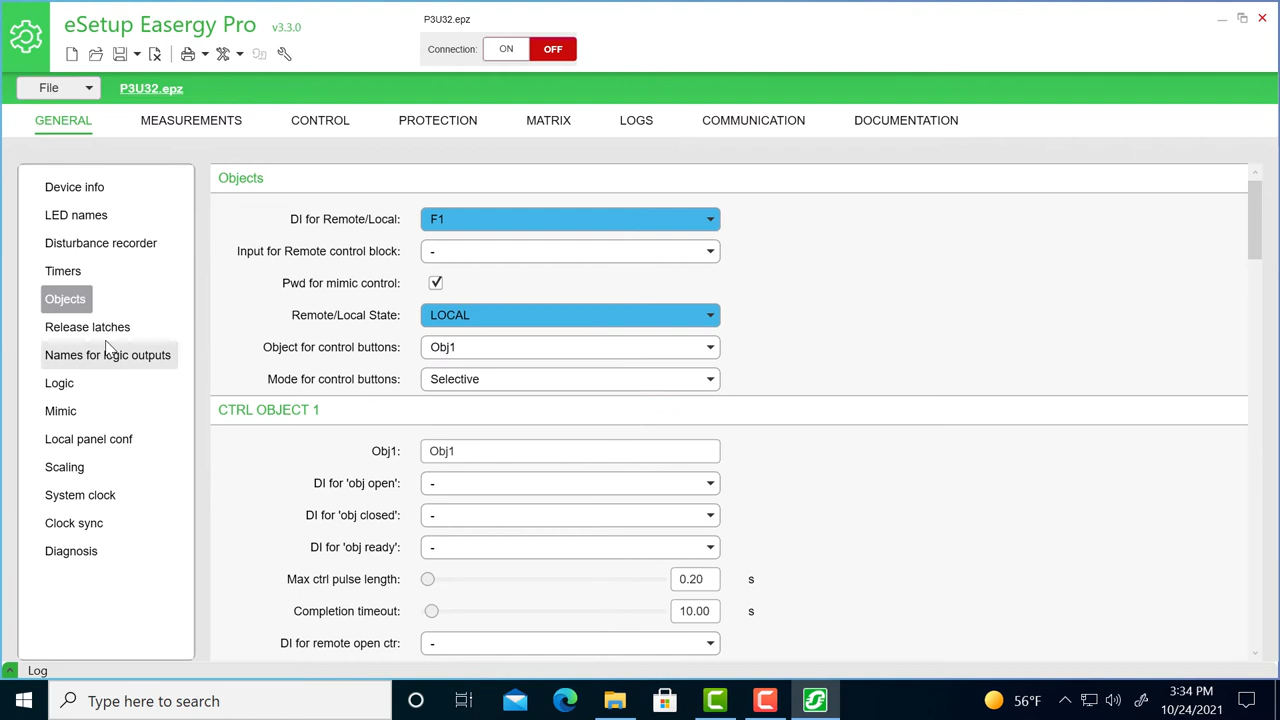 eSetup Easergy Pro v3.3.0
P3U32.epz
Connection: ON OFF
File P3U32.epz
GENERAL MEASUREMENTS CONTROL PROTECTION MATRIX LOGS COMMUNICATION DOCUMENTATION
Device info
LED names
Disturbance recorder
Timers
Objects
Release latches
Names for logic outputs
Logic
Mimic
Local panel conf
Scaling
System clock
Clock sync
Diagnosis
Objects
DI for Remote/Local: F1
Input for Remote control block: -
Pwd for mimic control:
Remote/Local State: LOCAL
Object for control buttons: Obj1
Mode for control buttons: Selective
CTRL OBJECT 1
Obj1: Obj1
DI for 'obj open': -
DI for 'obj closed': -
DI for 'obj ready': -
Max ctrl pulse length: 0.20 s
Completion timeout: 10.00 s
DI for remote open ctr: -
Log
Type here to search
56°F
3:34 PM
10/24/2021